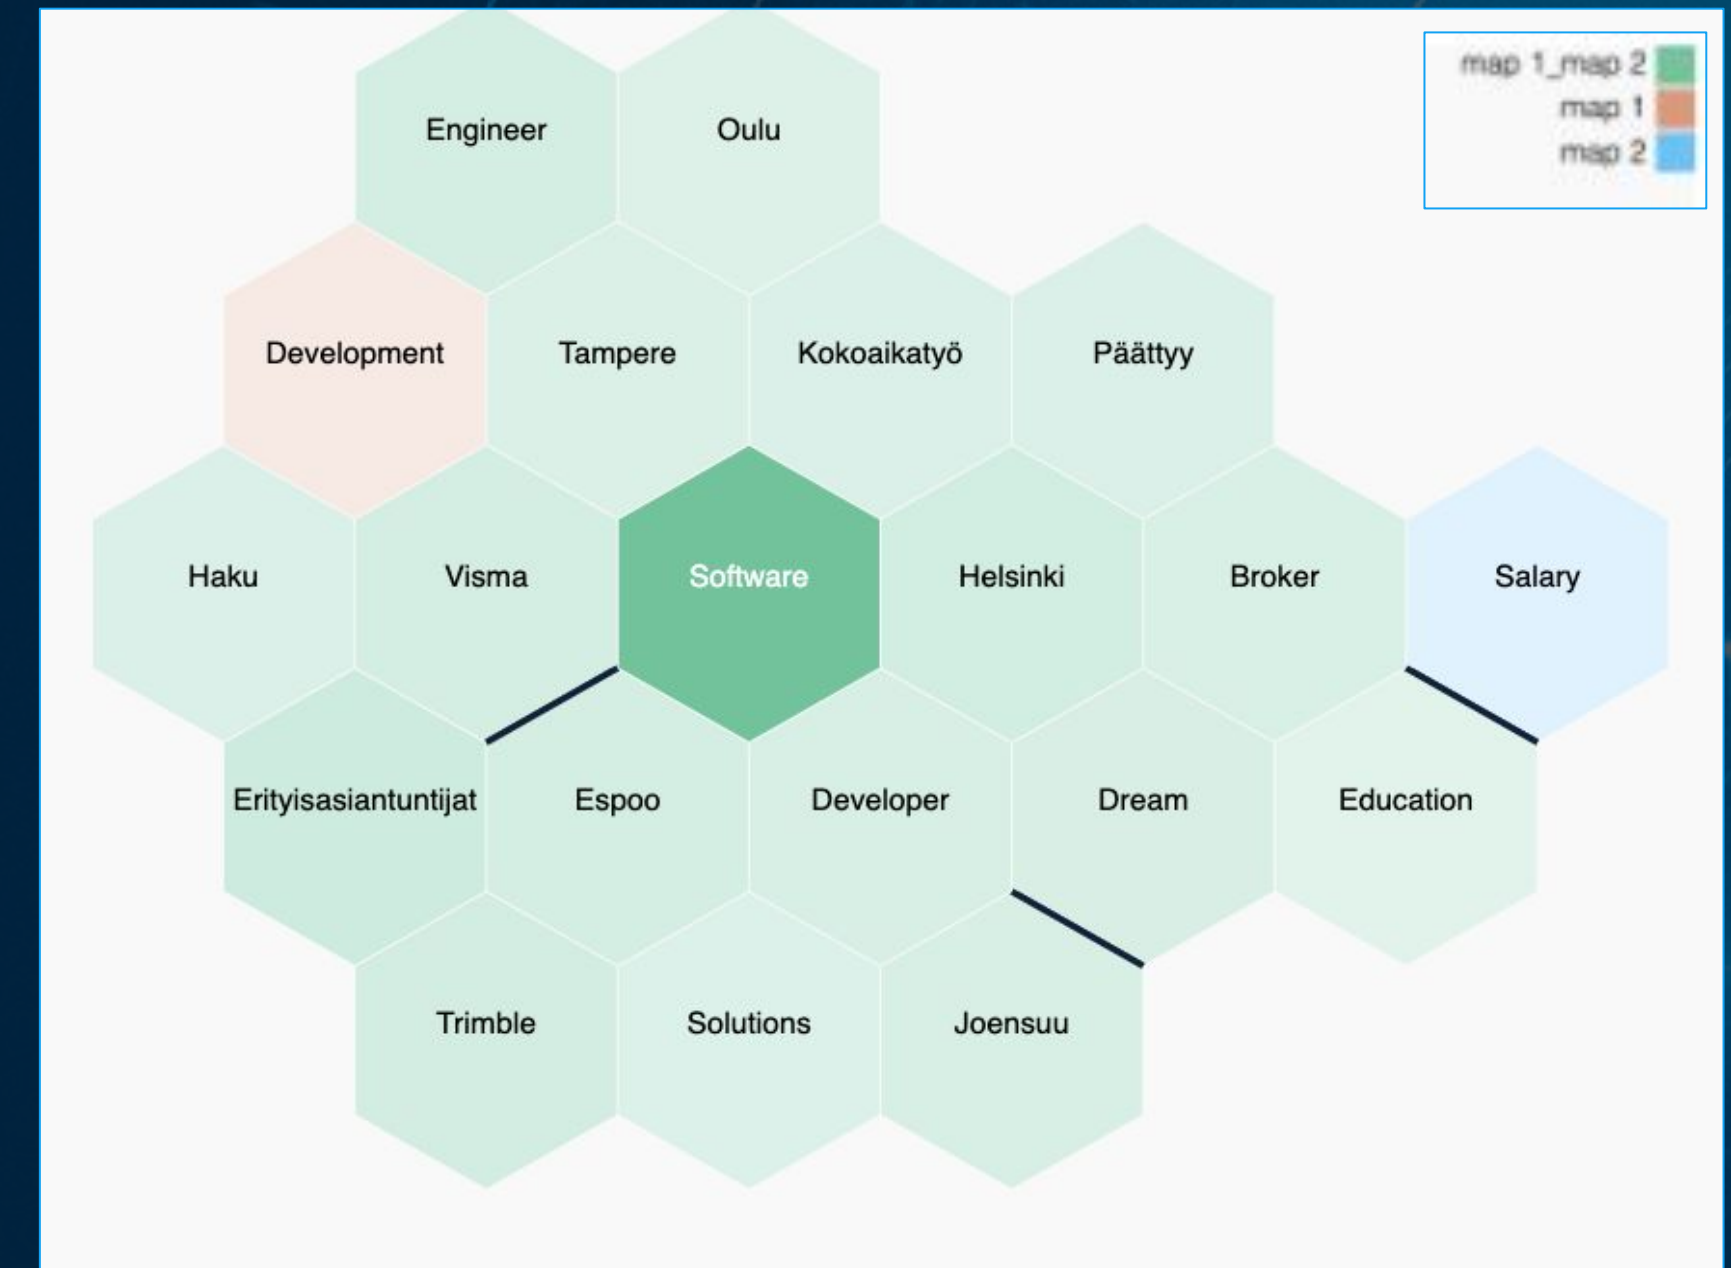 map 1_map 2
map 1
map 2
Engineer
Oulu
Development
Tampere
Kokoaikatyö
Päättyy
Haku
Visma
Software
Helsinki
Broker
Salary
Erityisasiantuntijat
Espoo
Developer
Dream
Education
Trimble
Solutions
Joensuu